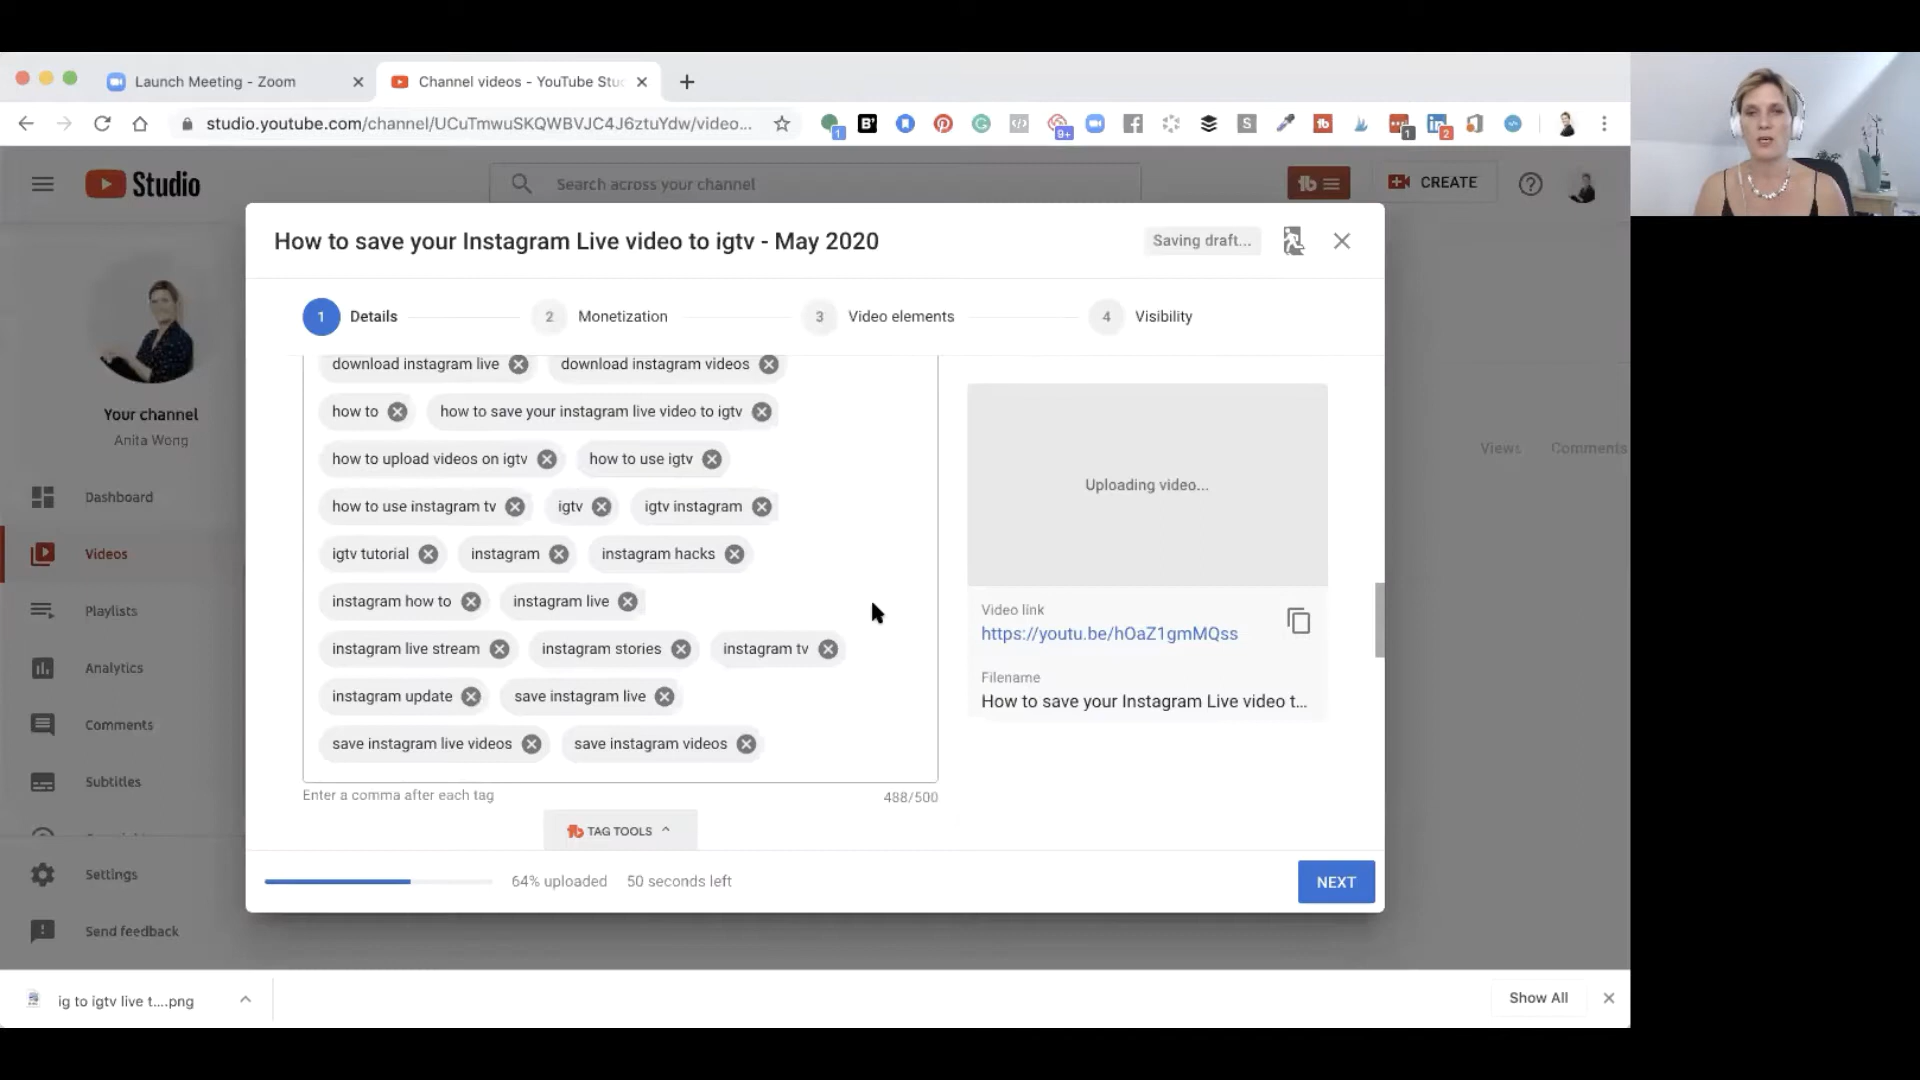 Launch Meeting - Zoom
Channel videos - YouTube Stu
studio.youtube.com/channel/UCuTmwuSKQWBVJC4J6ztuYdw/video...
1
B'
9+
S
1
2
Studio
Search across your channel
CREATE
How to save your Instagram Live video to igtv - May 2020
Saving draft...
1 Details
2 Monetization
3 Video elements
4 Visibility
Your channel
Anita Wong
Dashboard
Videos
Playlists
Analytics
Comments
Subtitles
Settings
Send feedback
download instagram live download instagram videos
how to how to save your instagram live video to igtv
how to upload videos on igtv how to use igtv
how to use instagram tv igtv igtv instagram
igtv tutorial instagram instagram hacks
instagram how to instagram live
instagram live stream instagram stories instagram tv
instagram update save instagram live
save instagram live videos save instagram videos
Enter a comma after each tag 488/500
TAG TOOLS
Uploading video...
Video link
https://youtu.be/hOaZ1gmMQss
Filename
How to save your Instagram Live video t...
Views Comments
64% uploaded 50 seconds left
NEXT
ig to igtv live t....png
Show All